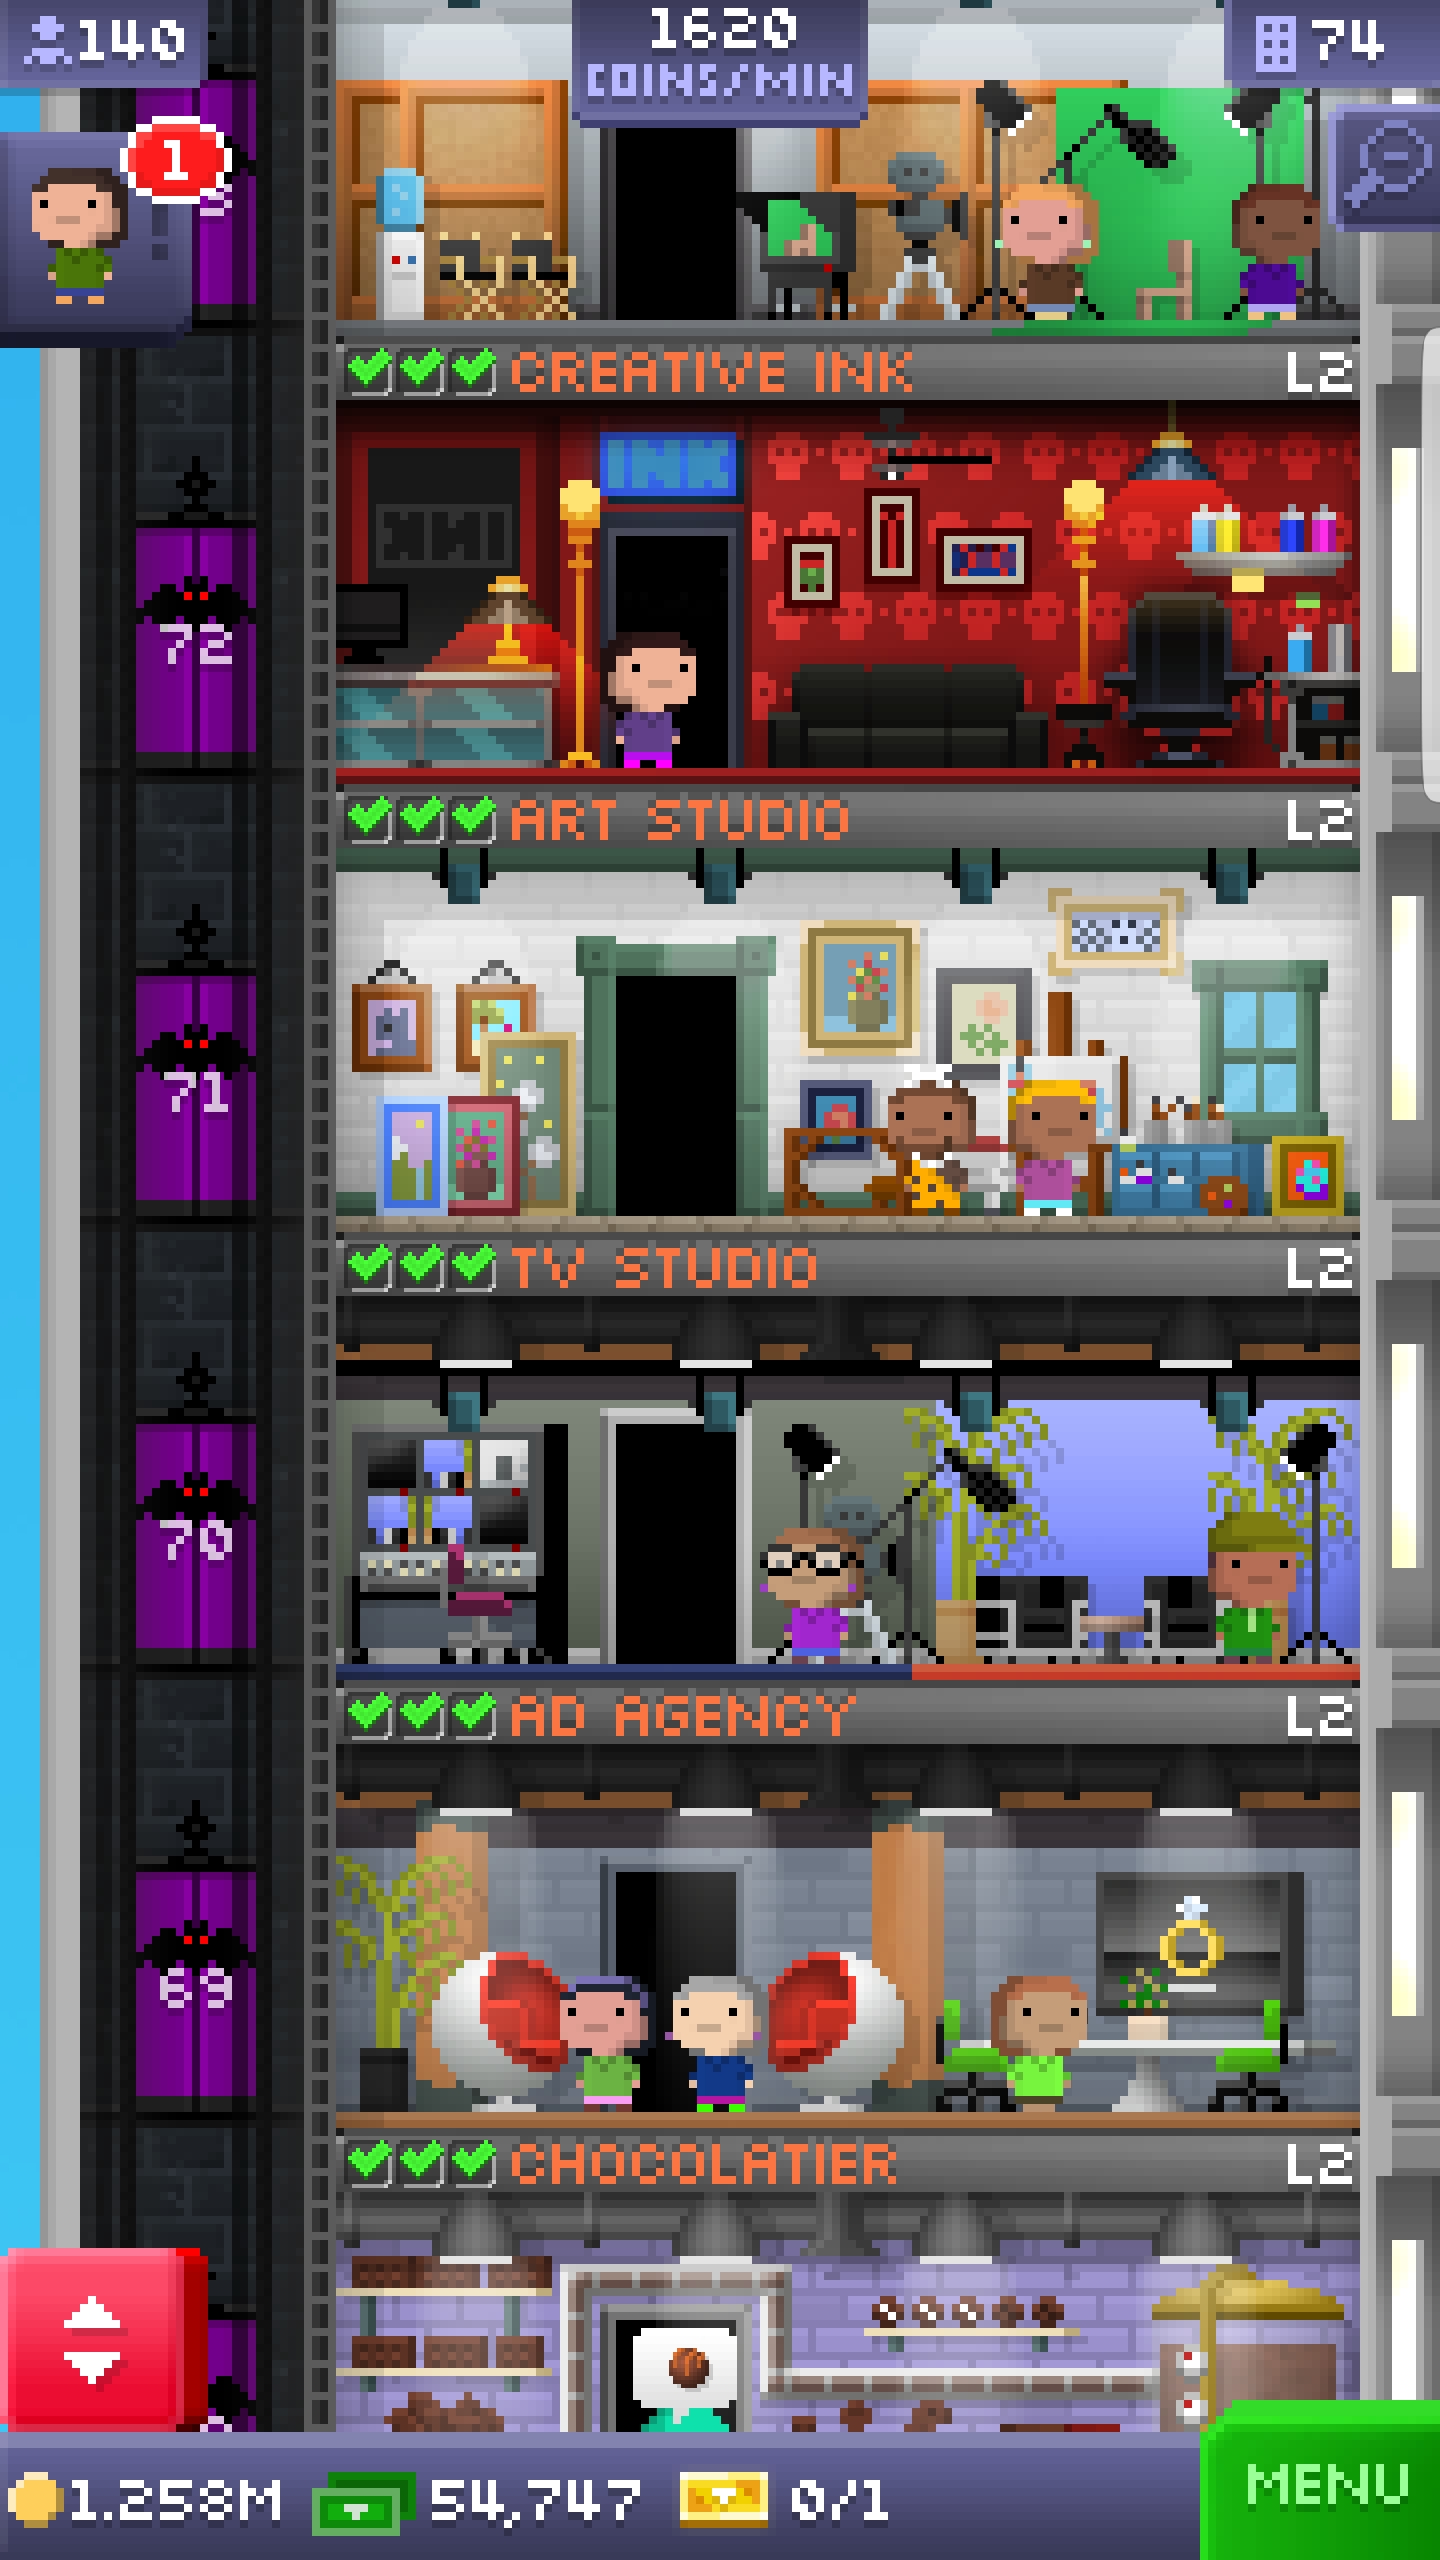 140
1620
COINS/MIN
74
1
CREATIVE INK L2
INK
72
ART STUDIO L2
71
TV STUDIO L2
70
AD AGENCY L2
69
CHOCOLATIER L2
1.258M 54,747 0/1
MENU